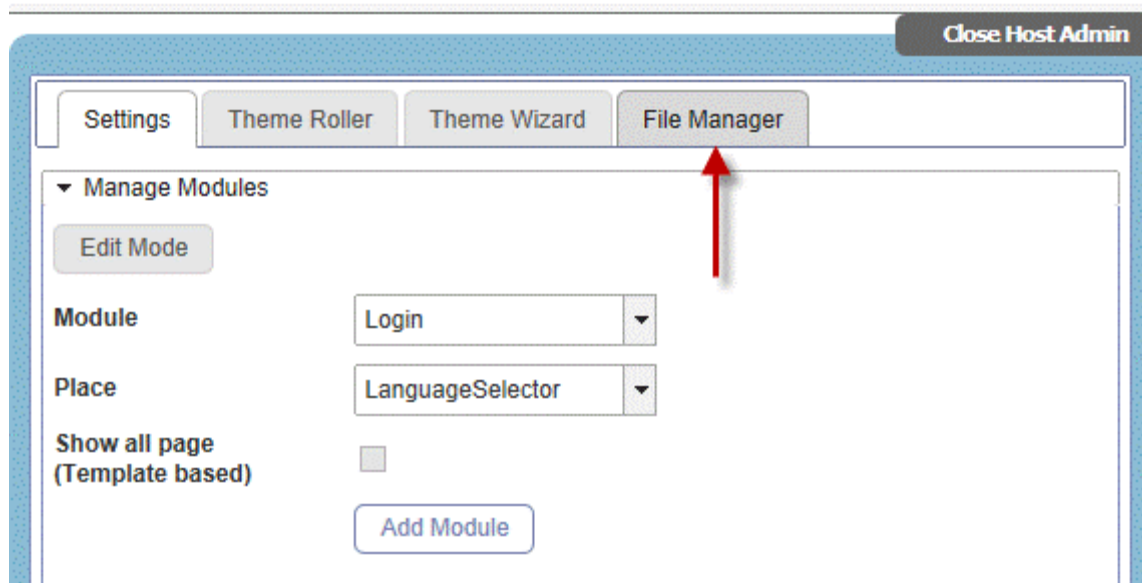 Close Host Admin
Settings Theme Roller Theme Wizard File Manager
Manage Modules
Edit Mode
Module Login
Place LanguageSelector
Show all page
(Template based)
Add Module